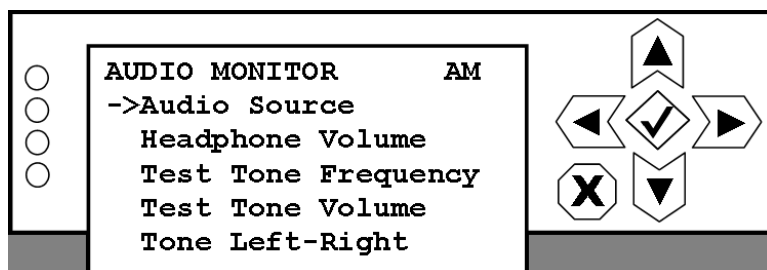 AUDIO MONITOR AM
->Audio Source
Headphone Volume
Test Tone Frequency
Test Tone Volume
Tone Left-Right
X